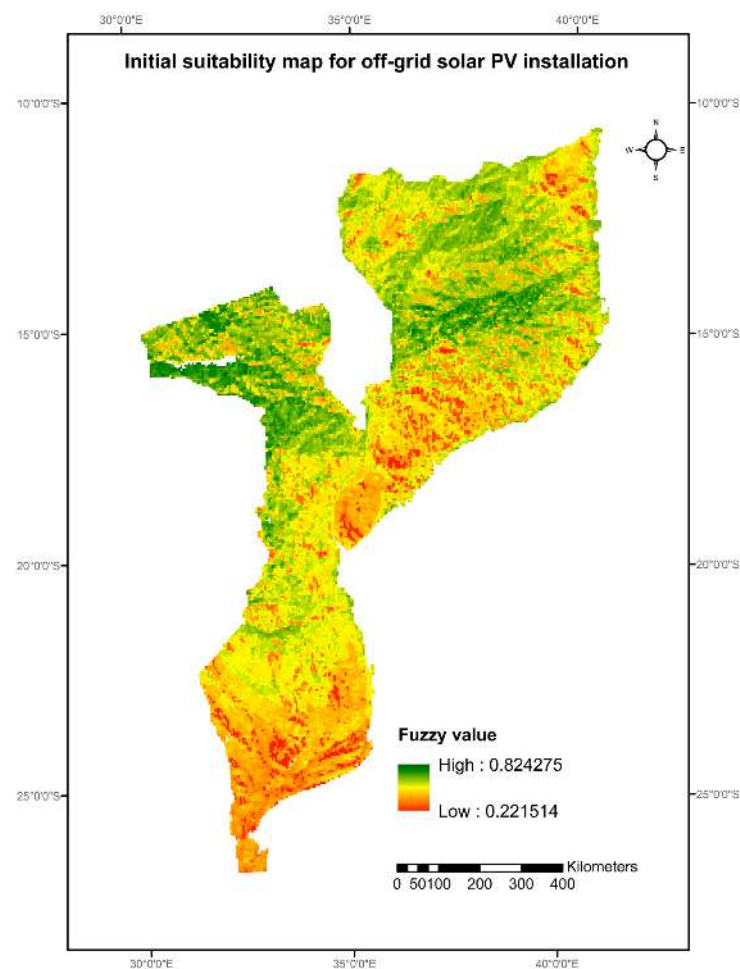 30°0'0"E 35°0'0"E 40°0'0"E
Initial suitability map for off-grid solar PV installation
10°0'0"S 10°0'0"S
N
W E
S
15°0'0"S 15°0'0"S
20°0'0"S 20°0'0"S
Fuzzy value
High : 0.824275
Low : 0.221514
25°0'0"S 25°0'0"S
Kilometers
0 50100 200 300 400
30°0'0"E 35°0'0"E 40°0'0"E